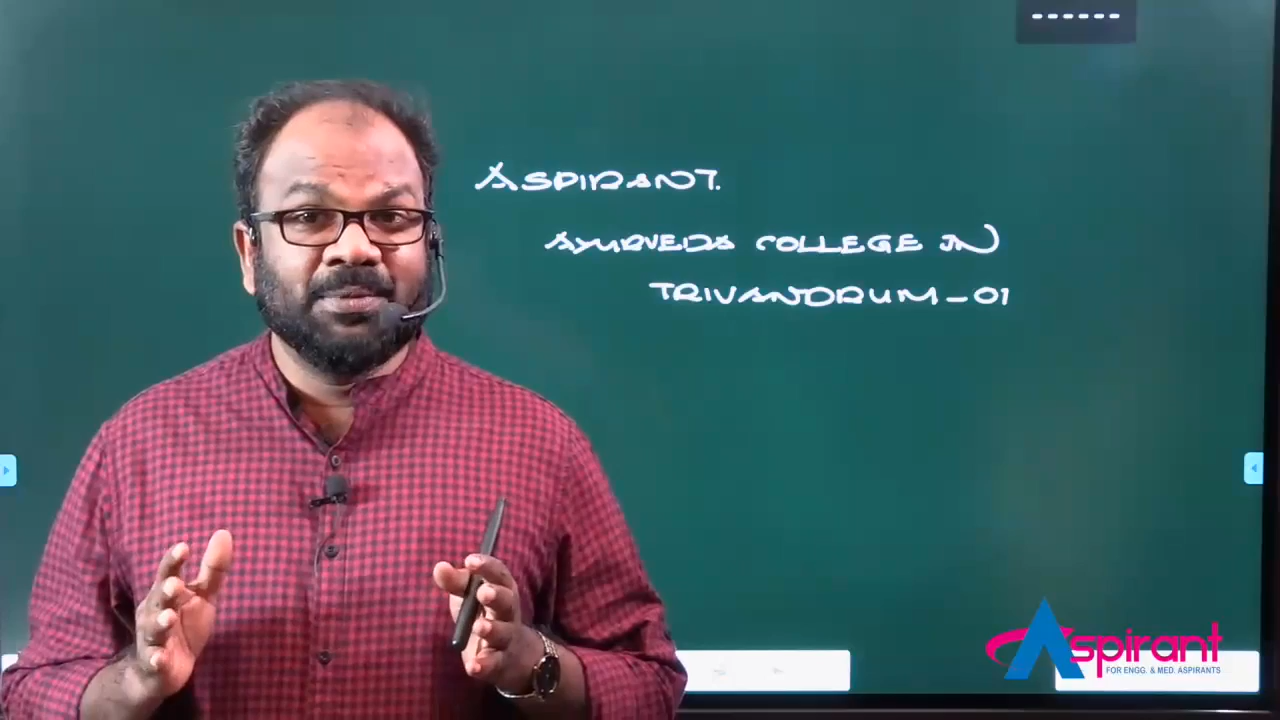 ASPIRANT.
AYURVEDA COLLEGE JN
TRIVANDRUM-01
Aspirant
FOR ENGG. & MED. ASPIRANTS